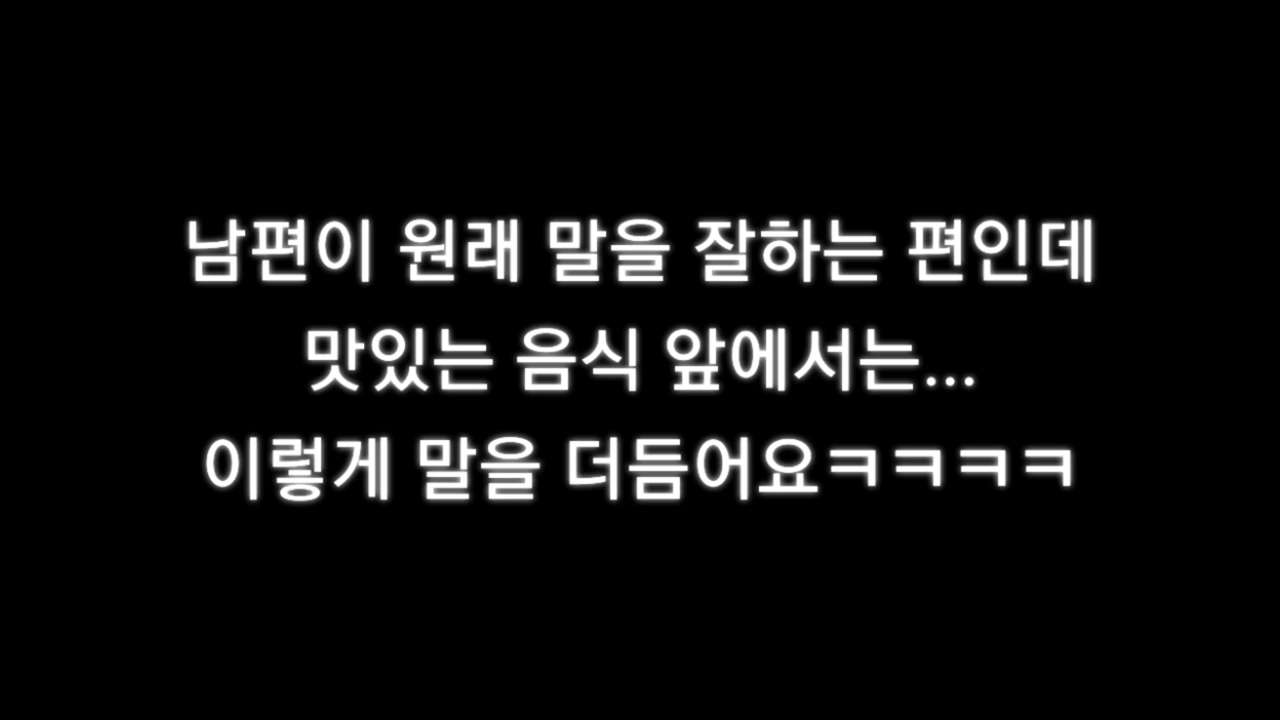 남편이 원래 말을 잘하는 편인데
맛있는 음식 앞에서는...
이렇게 말을 더듬어요ㅋㅋㅋㅋ